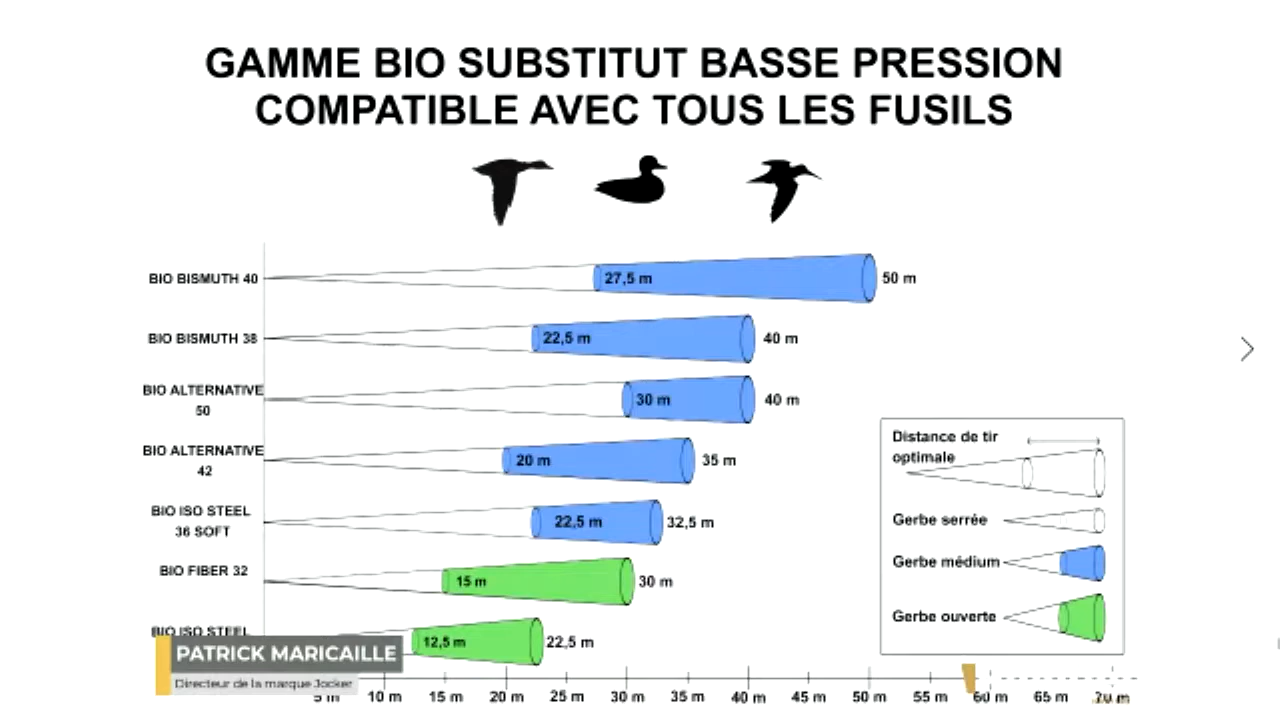 GAMME BIO SUBSTITUT BASSE PRESSION
COMPATIBLE AVEC TOUS LES FUSILS
BIO BISMUTH 40
27,5 m
50 m
BIO BISMUTH 38
22,5 m
40 m
BIO ALTERNATIVE
50
30 m
40 m
BIO ALTERNATIVE
42
20 m
35 m
BIO ISO STEEL
36 SOFT
22,5 m
32,5 m
BIO FIBER 32
15 m
30 m
BIO ISO STEEL
12,5 m
22,5 m
Distance de tir
optimale
Gerbe serrée
Gerbe médium
Gerbe ouverte
PATRICK MARICAILLE
Directeur de la marque Jocker
5 m 10 m 15 m 20 m 25 m 30 m 35 m 40 m 45 m 50 m 55 m 60 m 65 m 70 m